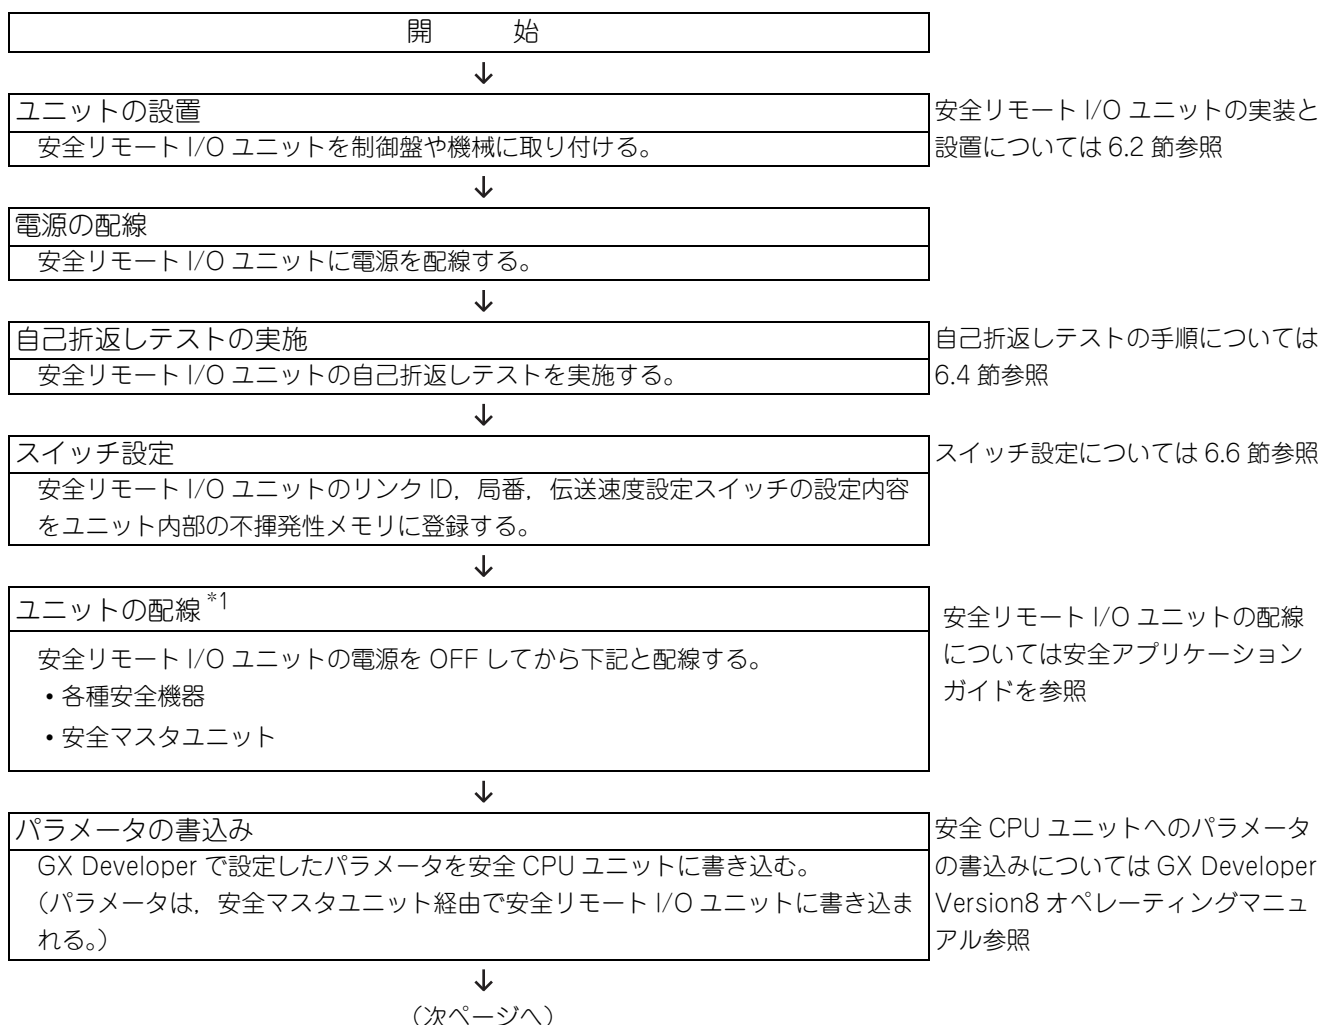 開　　　始
↓
ユニットの設置
安全リモート I/O ユニットを制御盤や機械に取り付ける。
安全リモート I/O ユニットの実装と
設置については 6.2 節参照
↓
電源の配線
安全リモート I/O ユニットに電源を配線する。
↓
自己折返しテストの実施
安全リモート I/O ユニットの自己折返しテストを実施する。
自己折返しテストの手順については
6.4 節参照
↓
スイッチ設定
安全リモート I/O ユニットのリンク ID，局番，伝送速度設定スイッチの設定内容
をユニット内部の不揮発性メモリに登録する。
スイッチ設定については 6.6 節参照
↓
ユニットの配線*1
安全リモート I/O ユニットの電源を OFF してから下記と配線する。
・各種安全機器
・安全マスタユニット
安全リモート I/O ユニットの配線
については安全アプリケーション
ガイドを参照
↓
パラメータの書込み
GX Developer で設定したパラメータを安全 CPU ユニットに書き込む。
（パラメータは，安全マスタユニット経由で安全リモート I/O ユニットに書き込ま
れる。）
安全 CPU ユニットへのパラメータ
の書込みについては GX Developer
Version8 オペレーティングマニュ
アル参照
↓
（次ページへ）